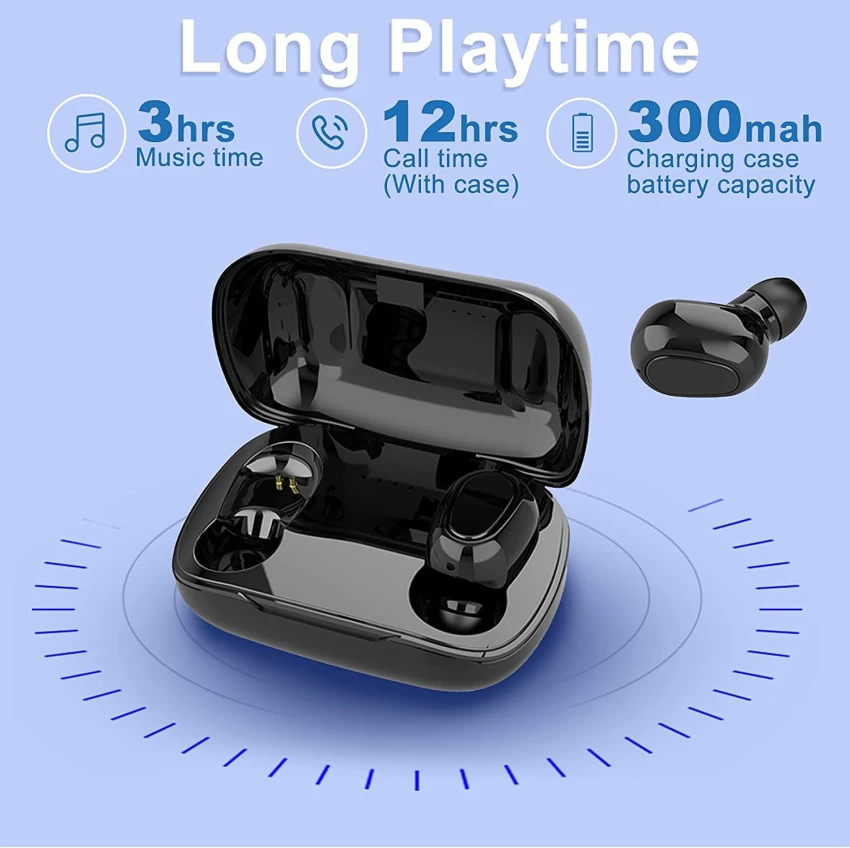 Long Playtime
3hrs
Music time
12hrs
Call time
(With case)
300mah
Charging case
battery capacity